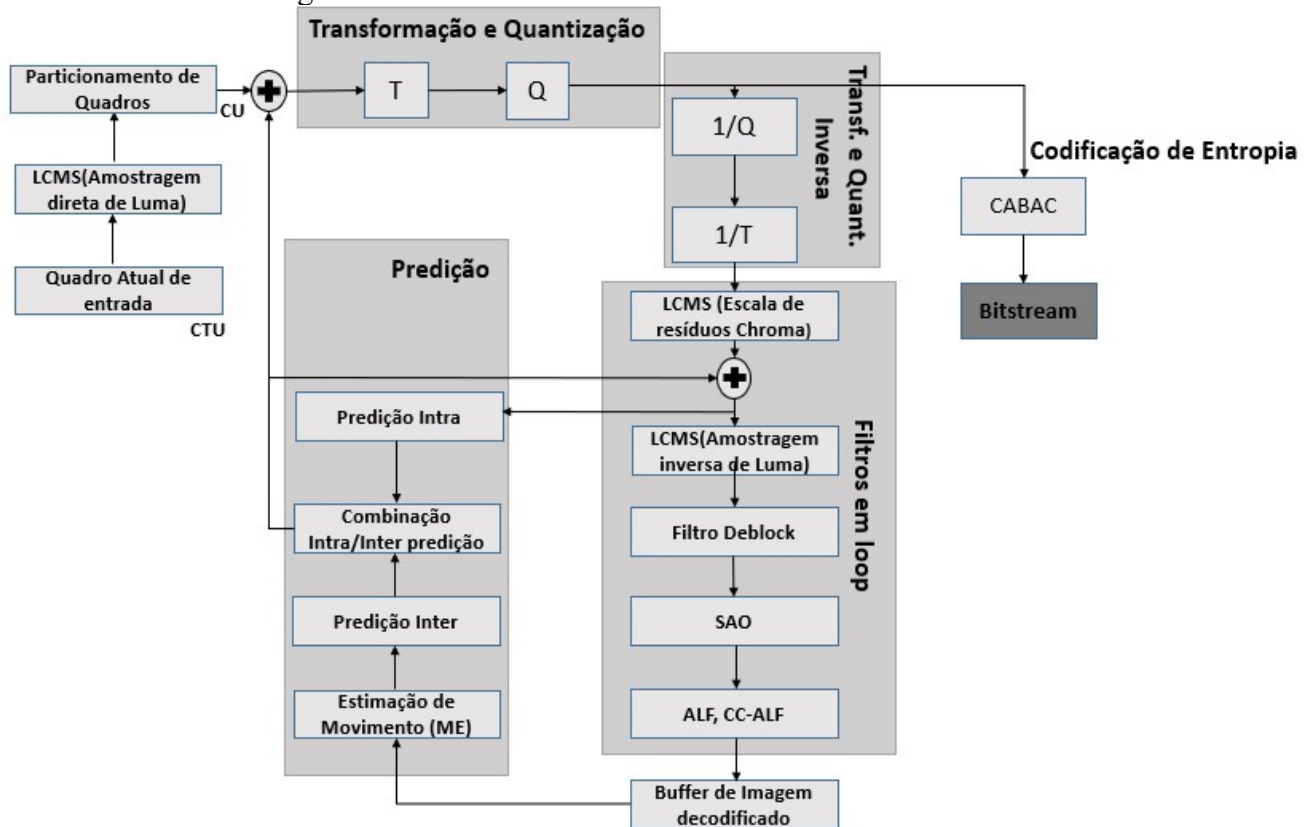 Transformação e Quantização
Particionamento de
Quadros
CU
T
Q
Transf. e Quant.
Inversa
1/Q
1/T
Codificação de Entropia
CABAC
Bitstream
LCMS(Amostragem
direta de Luma)
Quadro Atual de
entrada
CTU
Predição
LCMS (Escala de
resíduos Chroma)
Predição Intra
LCMS(Amostragem
inversa de Luma)
Filtros em loop
Combinação
Intra/Inter predição
Filtro Deblock
Predição Inter
SAO
Estimação de
Movimento (ME)
ALF, CC-ALF
Buffer de Imagem
decodificado